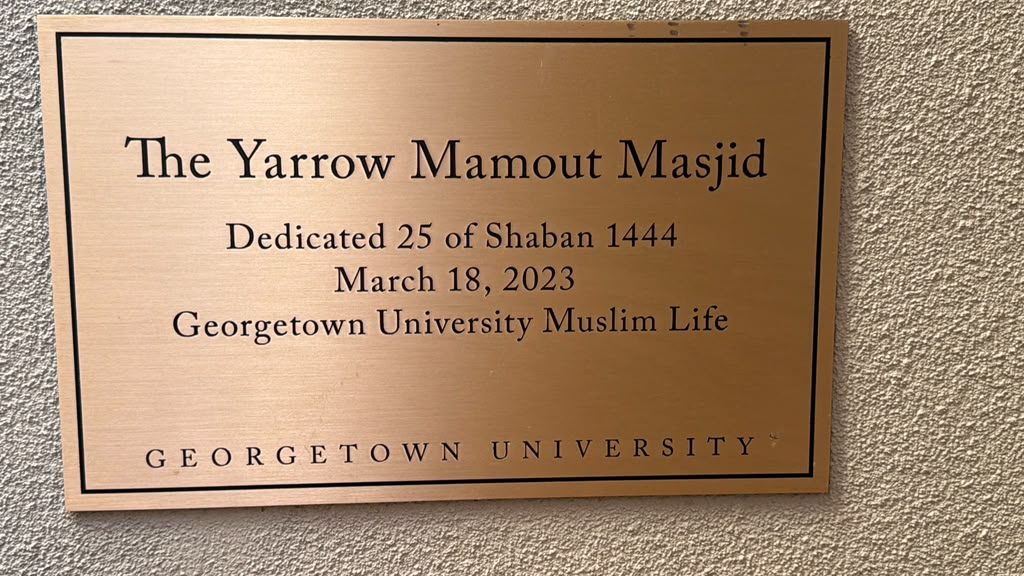 The Yarrow Mamout Masjid
Dedicated 25 of Shaban 1444
March 18, 2023
Georgetown University Muslim Life
GEORGETOWN UNIVERSITY